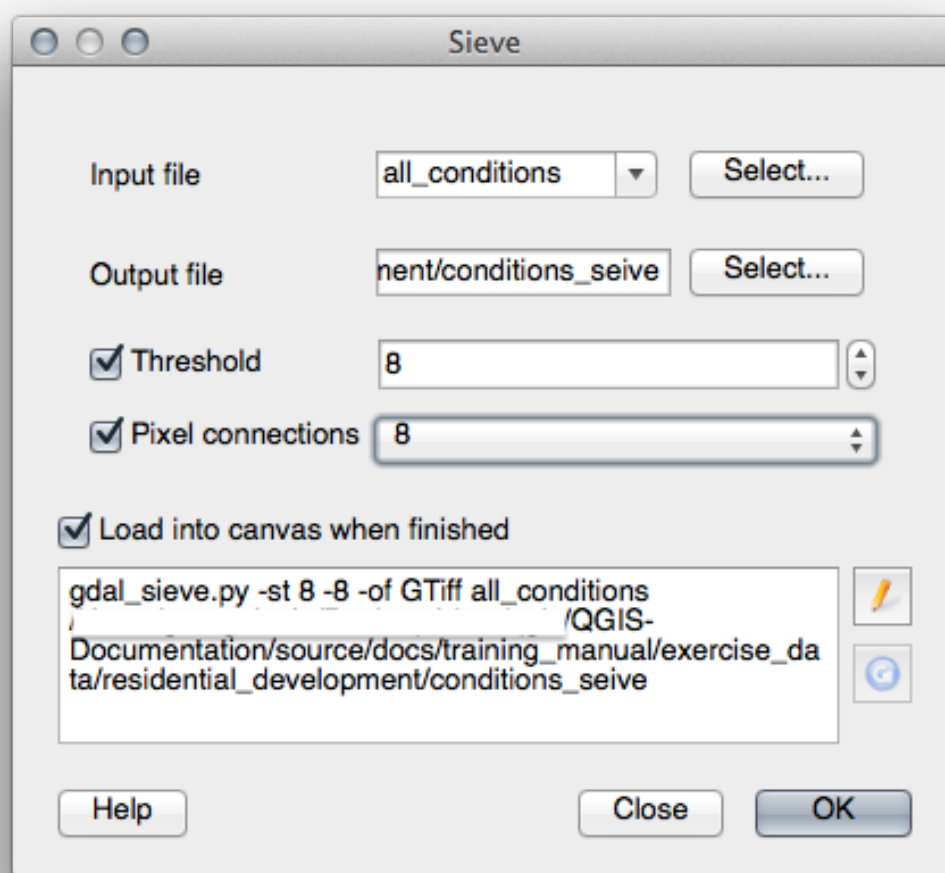 Sieve
Input file all_conditions Select...
Output file nent/conditions_seive Select...
Threshold 8
Pixel connections 8
Load into canvas when finished
gdal_sieve.py -st 8 -8 -of GTiff all_conditions
/QGIS-
Documentation/source/docs/training_manual/exercise_da
ta/residential_development/conditions_seive
Help Close OK